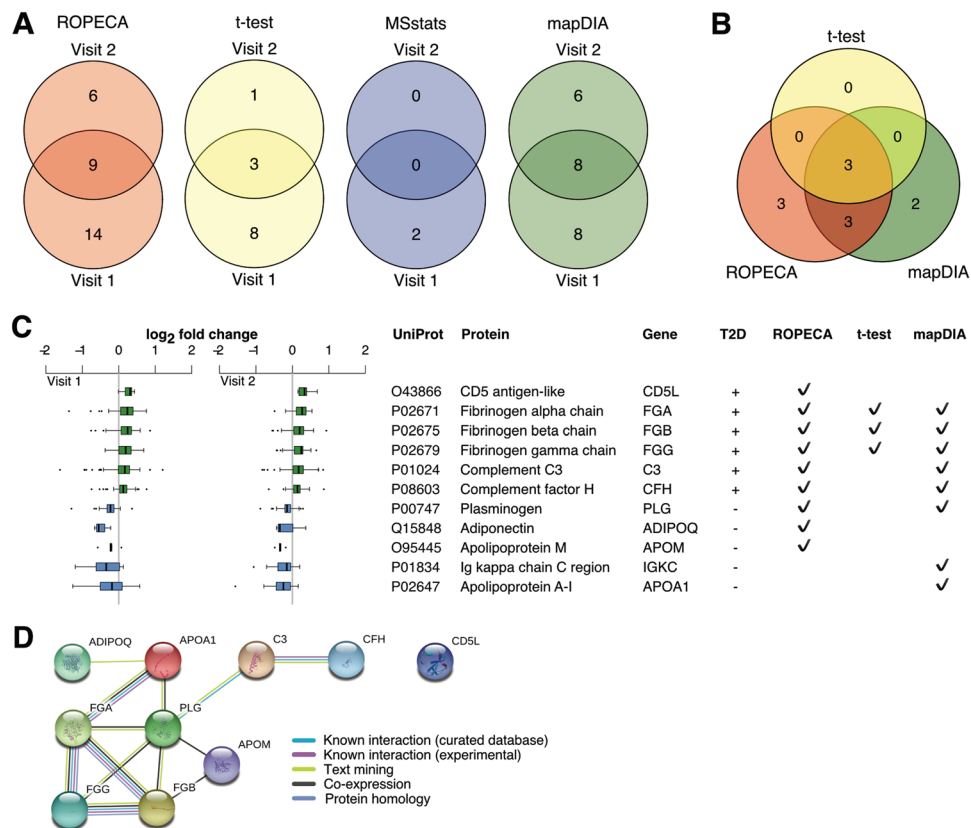 A
ROPECA t-test MSstats mapDIA
Visit 2 Visit 2 Visit 2 Visit 2
6 1 0 6
9 3 0 8
14 8 2 8
Visit 1 Visit 1 Visit 1 Visit 1
B
t-test
0
0 0
3
3 3 2
ROPECA mapDIA
C
log2 fold change UniProt Protein Gene T2D ROPECA t-test mapDIA
-2 -1 0 1 2 -2 -1 0 1 2
Visit 1 Visit 2
O43866 CD5 antigen-like CD5L + ✓
P02671 Fibrinogen alpha chain FGA + ✓ ✓ ✓
P02675 Fibrinogen beta chain FGB + ✓ ✓ ✓
P02679 Fibrinogen gamma chain FGG + ✓ ✓ ✓
P01024 Complement C3 C3 + ✓ ✓
P08603 Complement factor H CFH + ✓ ✓
P00747 Plasminogen PLG - ✓ ✓
Q15848 Adiponectin ADIPOQ - ✓
O95445 Apolipoprotein M APOM - ✓
P01834 Ig kappa chain C region IGKC - ✓
P02647 Apolipoprotein A-I APOA1 - ✓
D
ADIPOQ APOA1 C3 CFH CD5L
FGA PLG
APOM
FGG FGB
Known interaction (curated database)
Known interaction (experimental)
Text mining
Co-expression
Protein homology